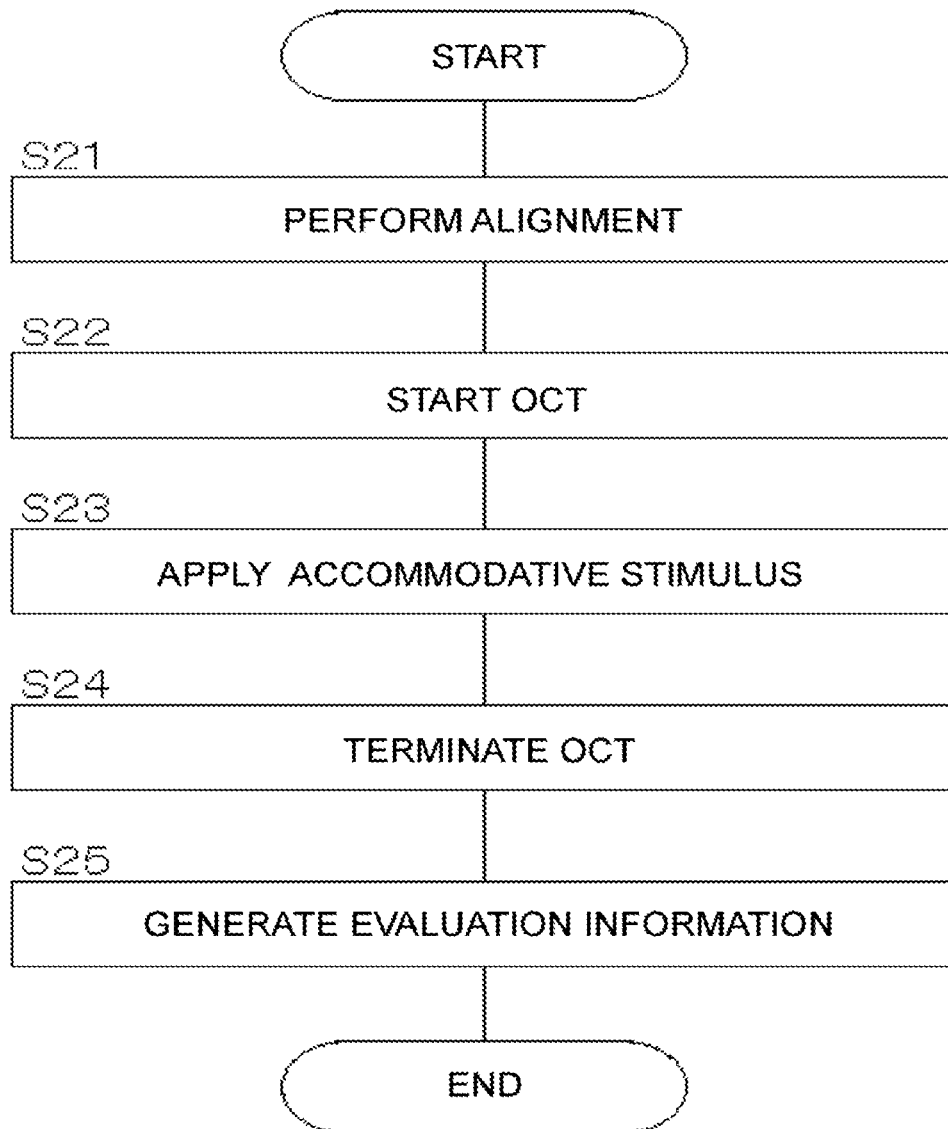 START
S21
PERFORM ALIGNMENT
S22
START OCT
S23
APPLY ACCOMMODATIVE STIMULUS
S24
TERMINATE OCT
S25
GENERATE EVALUATION INFORMATION
END